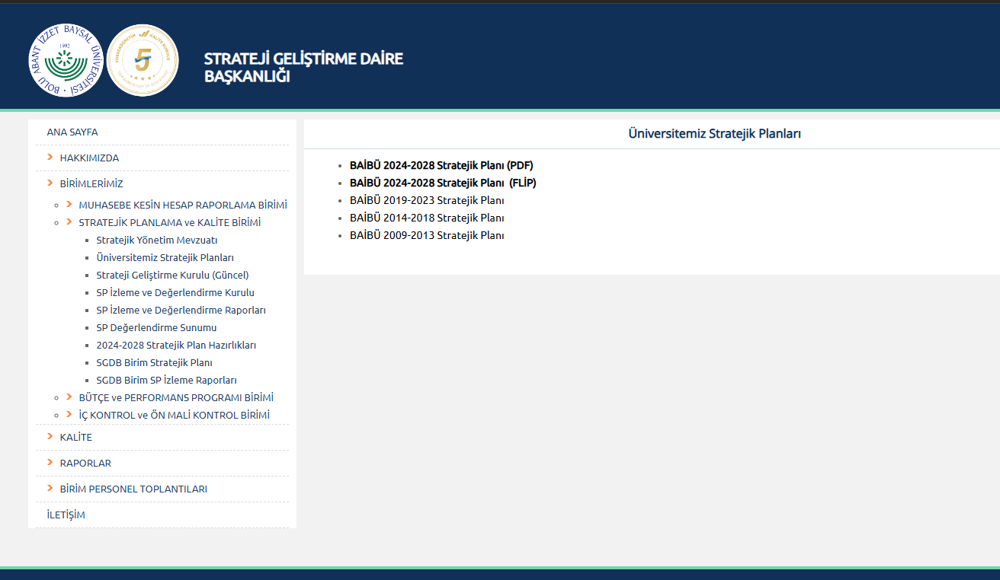 BOLU ABANT İZZET BAYSAL ÜNİVERSİTESİ
1992
YÜKSEKÖĞRETİM KALİTE KURULU
5
STRATEJİ GELİŞTİRME DAİRE
BAŞKANLIĞI
ANA SAYFA
HAKKIMIZDA
BİRİMLERİMİZ
MUHASEBE KESİN HESAP RAPORLAMA BİRİMİ
STRATEJİK PLANLAMA ve KALİTE BİRİMİ
Stratejik Yönetim Mevzuatı
Üniversitemiz Stratejik Planları
Strateji Geliştirme Kurulu (Güncel)
SP İzleme ve Değerlendirme Kurulu
SP İzleme ve Değerlendirme Raporları
SP Değerlendirme Sunumu
2024-2028 Stratejik Plan Hazırlıkları
SGDB Birim Stratejik Planı
SGDB Birim SP İzleme Raporları
BÜTÇE ve PERFORMANS PROGRAMI BİRİMİ
İÇ KONTROL ve ÖN MALİ KONTROL BİRİMİ
KALİTE
RAPORLAR
BİRİM PERSONEL TOPLANTILARI
İLETİŞİM
Üniversitemiz Stratejik Planları
BAİBÜ 2024-2028 Stratejik Planı (PDF)
BAİBÜ 2024-2028 Stratejik Planı (FLİP)
BAİBÜ 2019-2023 Stratejik Planı
BAİBÜ 2014-2018 Stratejik Planı
BAİBÜ 2009-2013 Stratejik Planı